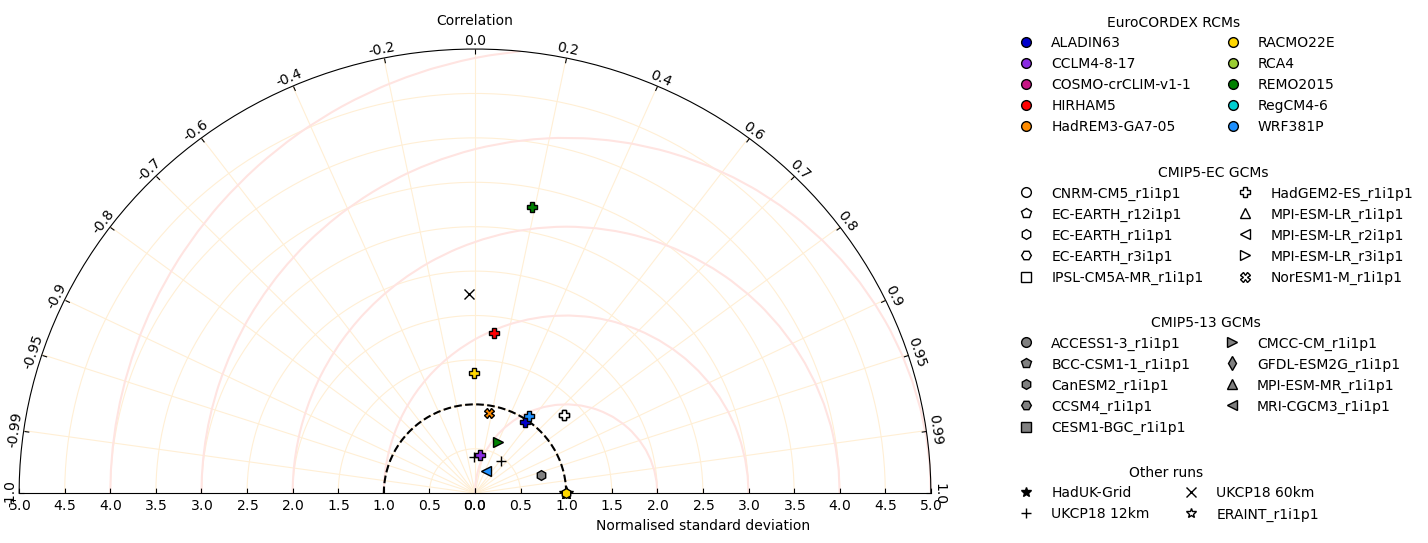 Correlation
0.0
-0.2
0.2
-0.4
0.4
-0.6
0.6
-0.7
0.7
-0.8
0.8
-0.9
0.9
-0.95
0.95
-0.99
0.99
-1.0
1.0
5.0 4.5 4.0 3.5 3.0 2.5 2.0 1.5 1.0 0.5 0.0 0.5 1.0 1.5 2.0 2.5 3.0 3.5 4.0 4.5 5.0
Normalised standard deviation
EuroCORDEX RCMs
ALADIN63 RACMO22E
CCLM4-8-17 RCA4
COSMO-crCLIM-v1-1 REMO2015
HIRHAM5 RegCM4-6
HadREM3-GA7-05 WRF381P
CMIP5-EC GCMs
CNRM-CM5_r1i1p1 HadGEM2-ES_r1i1p1
EC-EARTH_r12i1p1 MPI-ESM-LR_r1i1p1
EC-EARTH_r1i1p1 MPI-ESM-LR_r2i1p1
EC-EARTH_r3i1p1 MPI-ESM-LR_r3i1p1
IPSL-CM5A-MR_r1i1p1 NorESM1-M_r1i1p1
CMIP5-13 GCMs
ACCESS1-3_r1i1p1 CMCC-CM_r1i1p1
BCC-CSM1-1_r1i1p1 GFDL-ESM2G_r1i1p1
CanESM2_r1i1p1 MPI-ESM-MR_r1i1p1
CCSM4_r1i1p1 MRI-CGCM3_r1i1p1
CESM1-BGC_r1i1p1
Other runs
HadUK-Grid UKCP18 60km
UKCP18 12km ERAINT_r1i1p1